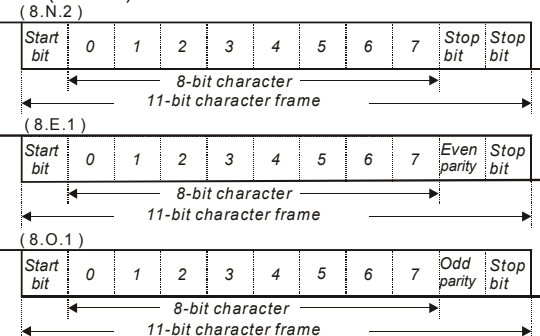 (8.N.2)
Start bit 0 1 2 3 4 5 6 7 Stop bit Stop bit
8-bit character
11-bit character frame
(8.E.1)
Start bit 0 1 2 3 4 5 6 7 Even parity Stop bit
8-bit character
11-bit character frame
(8.O.1)
Start bit 0 1 2 3 4 5 6 7 Odd parity Stop bit
8-bit character
11-bit character frame